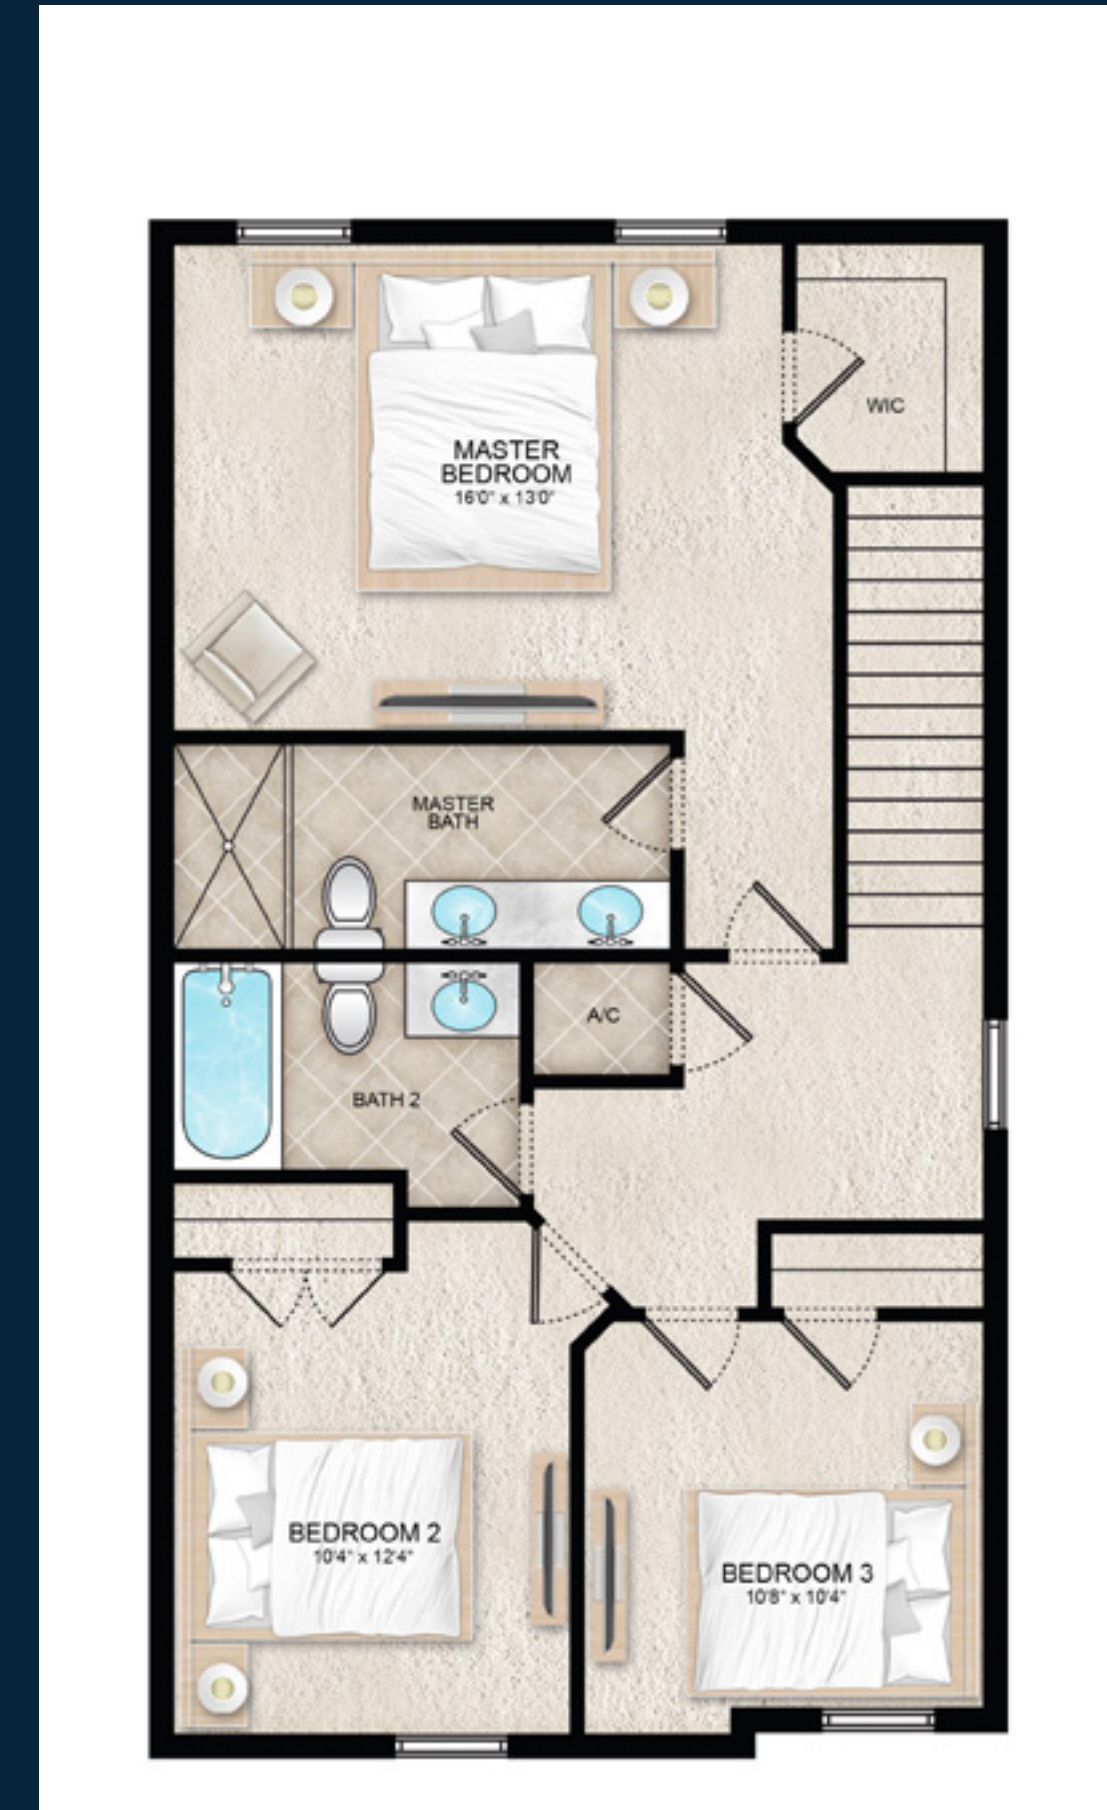 WIC
MASTER
BEDROOM
16'0" x 13'0"
MASTER
BATH
A/C
BATH 2
BEDROOM 2
10'4" x 12'4"
BEDROOM 3
10'8" x 10'4"